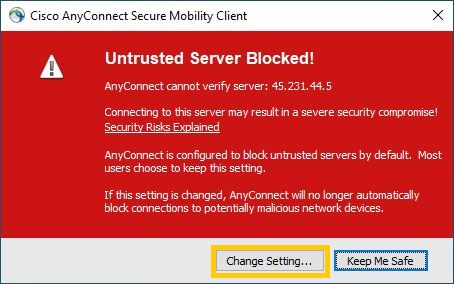 Cisco AnyConnect Secure Mobility Client
Untrusted Server Blocked!
AnyConnect cannot verify server: 45.231.44.5
Connecting to this server may result in a severe security compromise!
Security Risks Explained
AnyConnect is configured to block untrusted servers by default. Most
users choose to keep this setting.
If this setting is changed, AnyConnect will no longer automatically
block connections to potentially malicious network devices.
Change Setting... Keep Me Safe